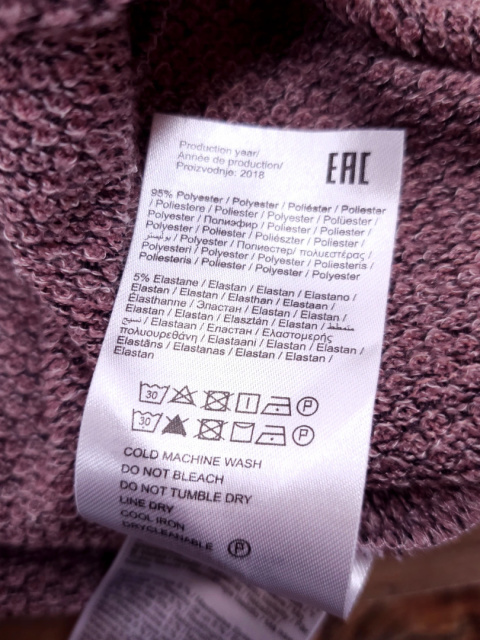 Production year/
Année de production/
Proizvodnje: 2018
EAC
95% Polyester / Polyester / Poliéster / Poliester
/ Poliestere / Poliester / Polyester / Polüester /
Polyester / Полиэфир / Poliester / Polyester /
Polyester / Poliester / Poliészter / Poliester /
بوليستر / Polyester / Полиестер/ πολυεστέρας /
Polyesteri / Polyester / Polyester / Poliesteris /
Poliesteris / Poliester / Polyester / Polyester
5% Elastane / Elastan / Elastan / Elastano /
Elastan / Elastan / Elasthan / Elastaan /
Élasthanne / Эластан / Elastan / Elastan /
Elastan / Elastan / Elasztán / Elastan /
/ Elastaan / Еластан / Ελαστομερής
πολυουρεθάνη / Elastaani / Elastan / Elastan /
Elastāns / Elastanas / Elastan / Elastan /
Elastan
30 P
30 P
COLD MACHINE WASH
DO NOT BLEACH
DO NOT TUMBLE DRY
LINE DRY
COOL IRON
DRYCLEANABLE P